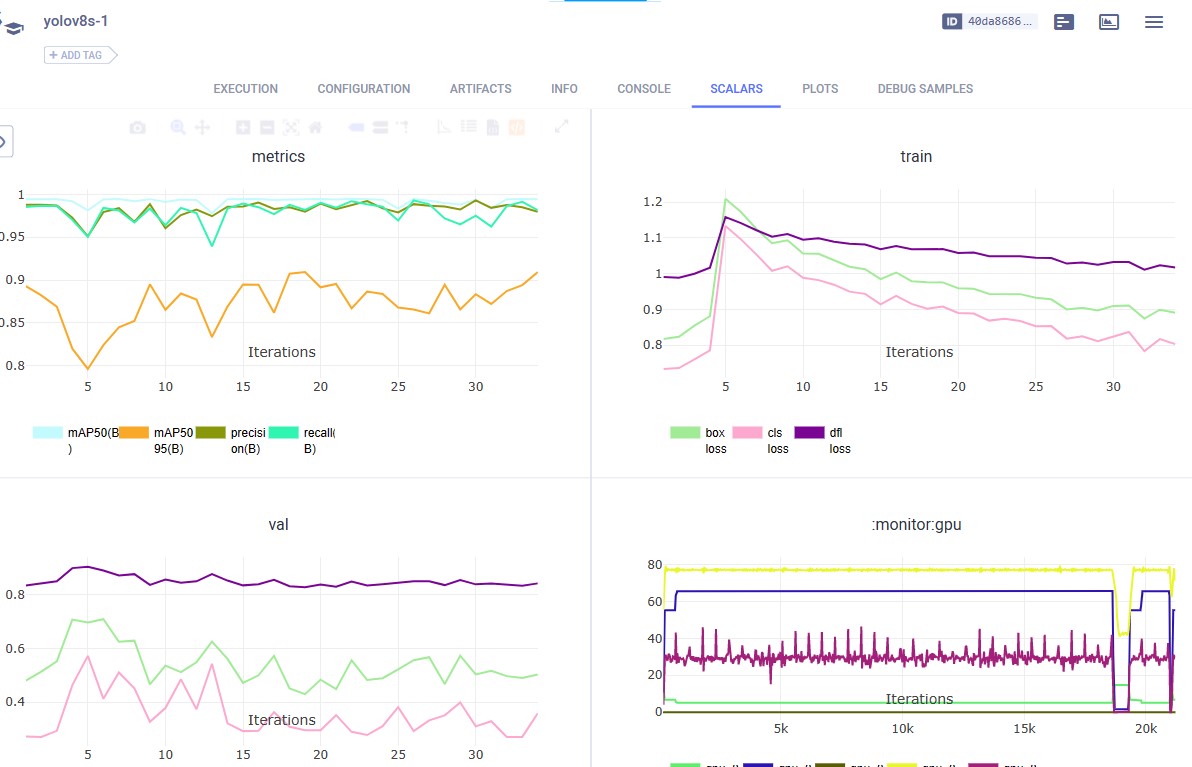 yolov8s-1
ID 40da8686...
+ ADD TAG
EXECUTION CONFIGURATION ARTIFACTS INFO CONSOLE SCALARS PLOTS DEBUG SAMPLES
metrics
1
0.95
0.9
0.85
0.8
Iterations
5 10 15 20 25 30
mAP50(B mAP50 precisi recall(
) 95(B) on(B) B)
train
1.2
1.1
1
0.9
0.8
Iterations
5 10 15 20 25 30
box cls dfl
loss loss loss
val
0.8
0.6
0.4
Iterations
5 10 15 20 25 30
:monitor:gpu
80
60
40
20
0
Iterations
5k 10k 15k 20k